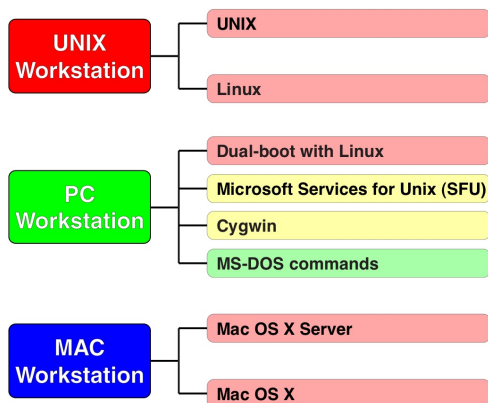 UNIX
Workstation
UNIX
Linux
PC
Workstation
Dual-boot with Linux
Microsoft Services for Unix (SFU)
Cygwin
MS-DOS commands
MAC
Workstation
Mac OS X Server
Mac OS X